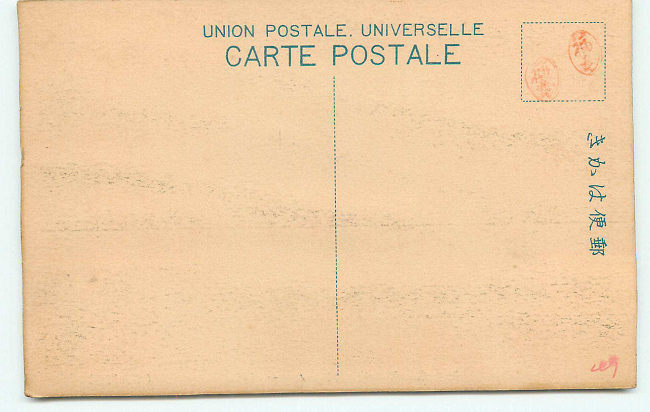 UNION POSTALE. UNIVERSELLE
CARTE POSTALE
郵便はかき